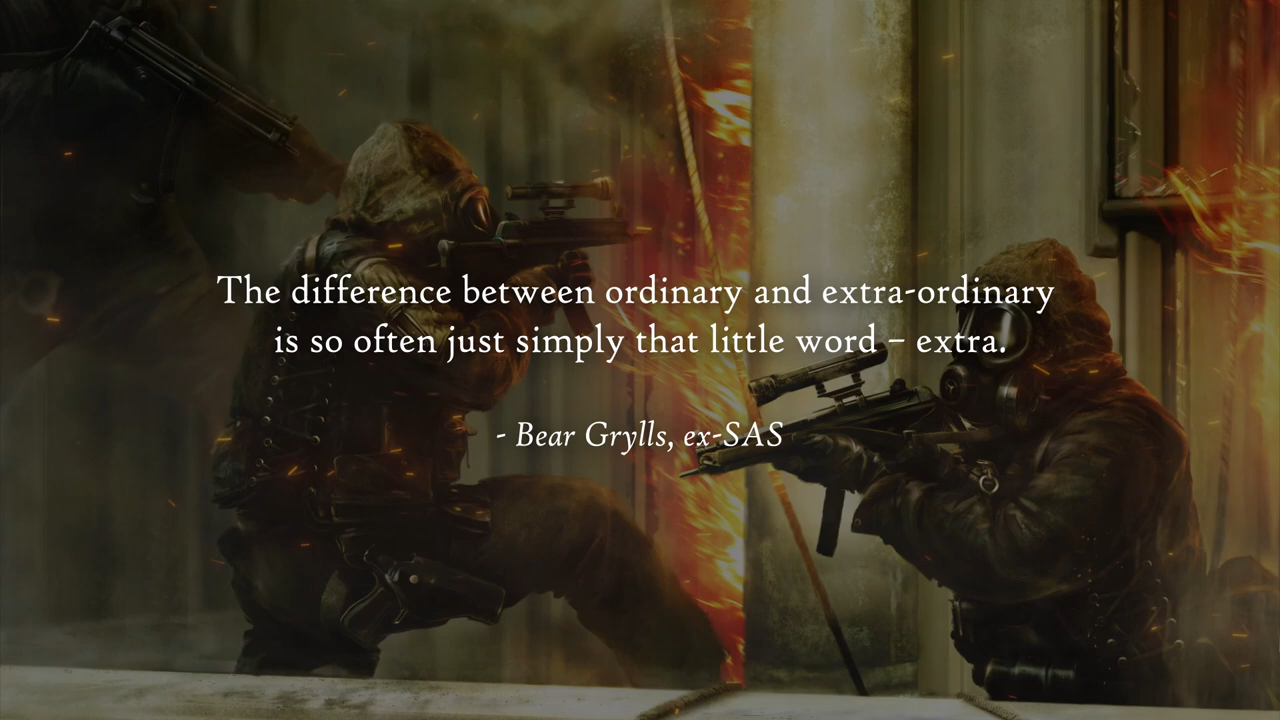 The difference between ordinary and extra-ordinary
is so often just simply that little word – extra.
- Bear Grylls, ex-SAS